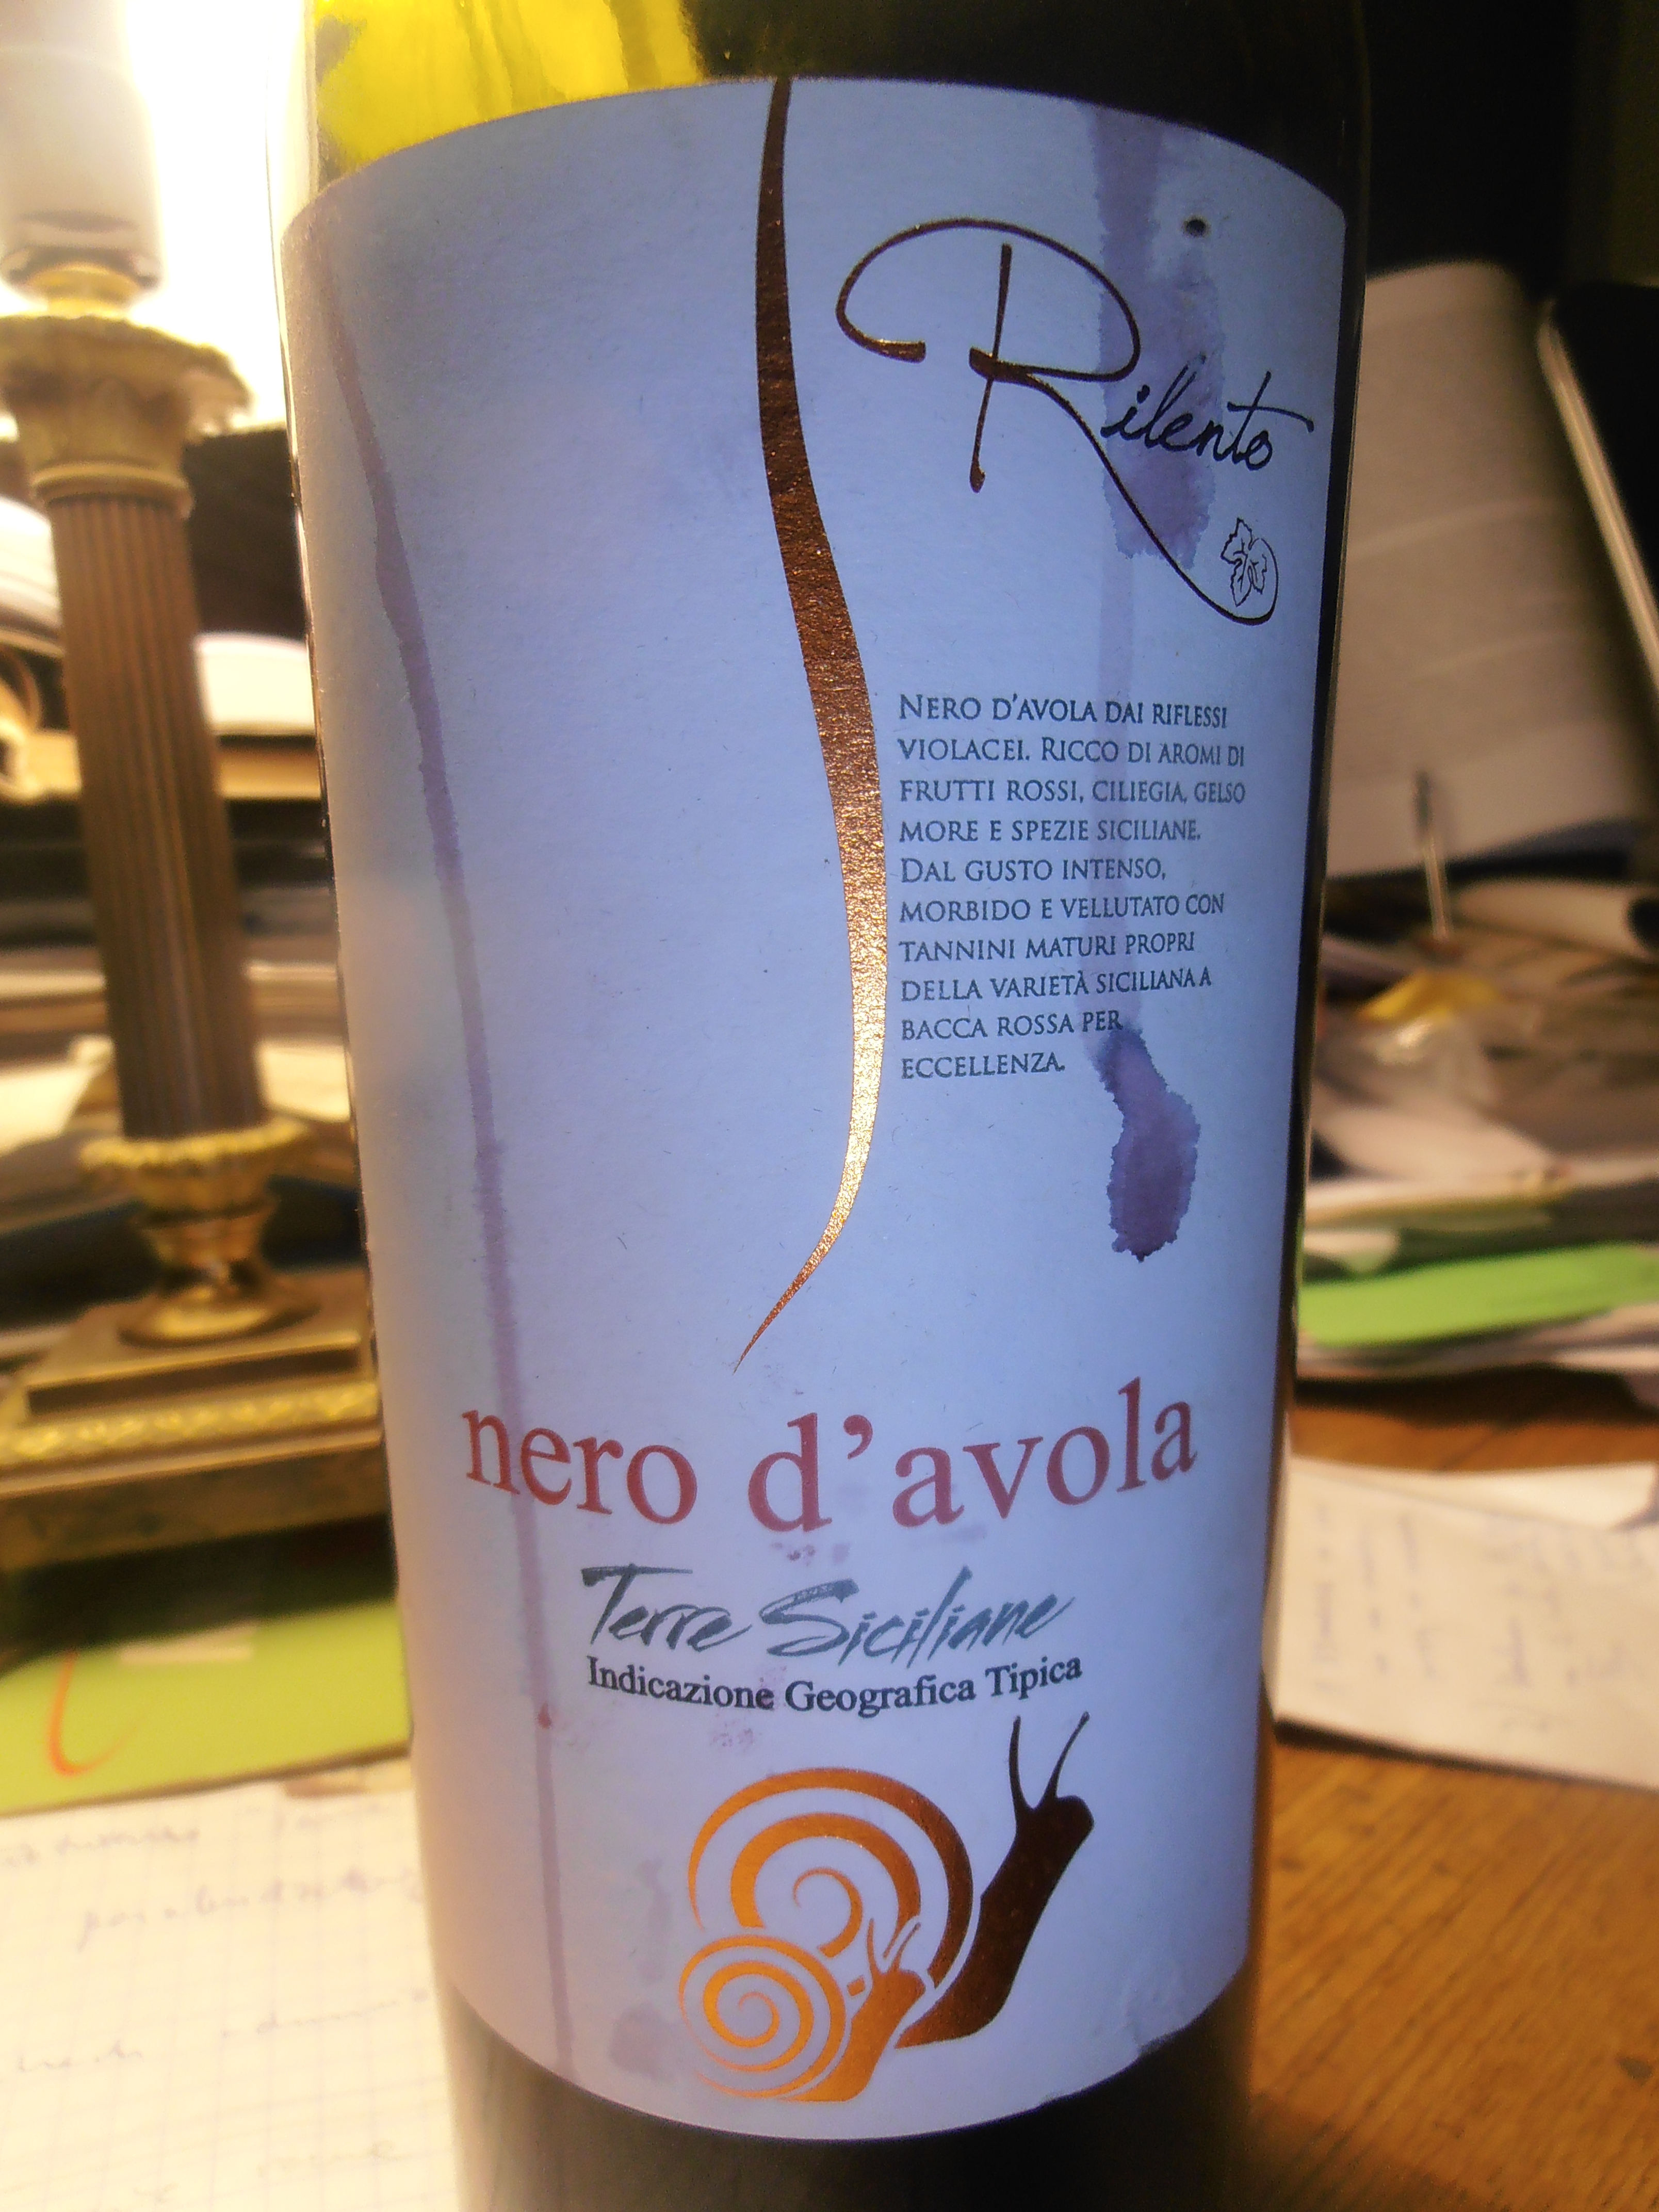 Rilento
NERO D'AVOLA DAI RIFLESSI
VIOLACEI. RICCO DI AROMI DI
FRUTTI ROSSI, CILIEGIA, GELSO
MORE E SPEZIE SICILIANE.
DAL GUSTO INTENSO,
MORBIDO E VELLUTATO CON
TANNINI MATURI PROPRI
DELLA VARIETÀ SICILIANA A
BACCA ROSSA PER
ECCELLENZA.
nero d'avola
Terre Siciliane
Indicazione Geografica Tipica